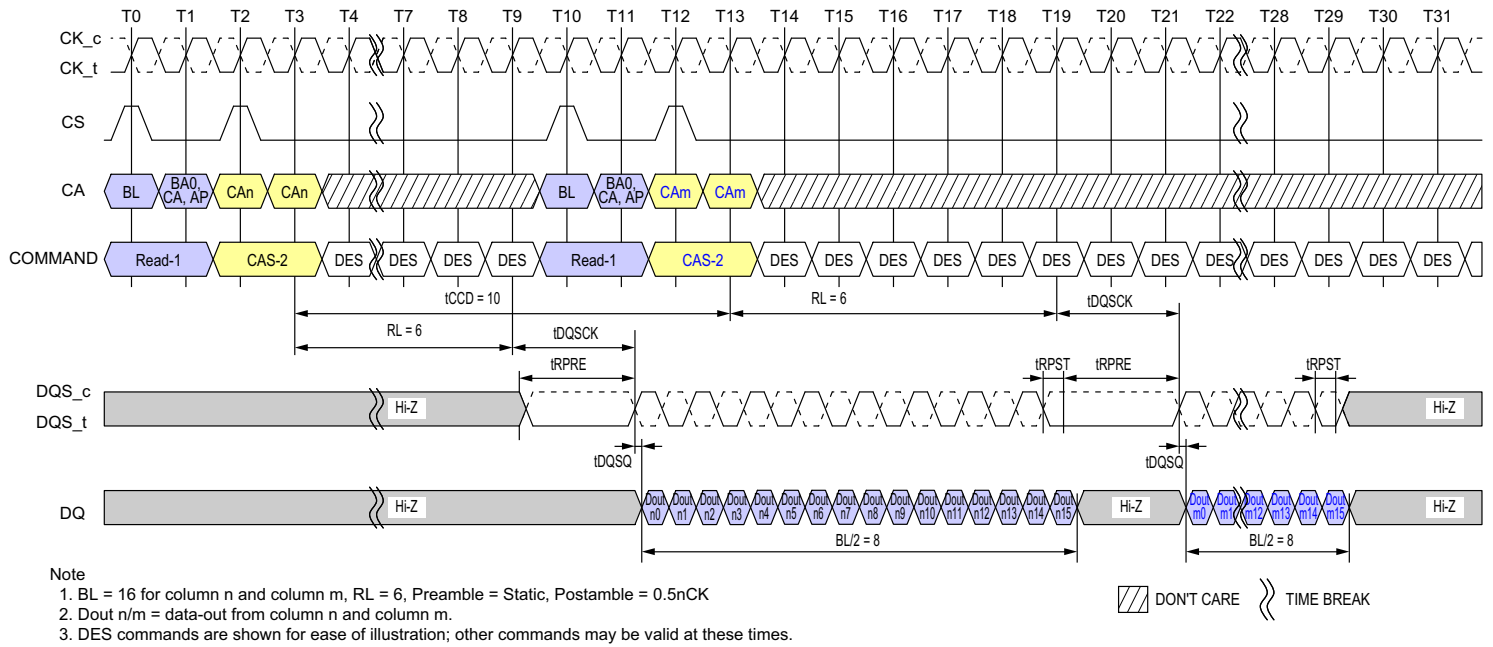 T0 T1 T2 T3 T4 T7 T8 T9 T10 T11 T12 T13 T14 T15 T16 T17 T18 T19 T20 T21 T22 T28 T29 T30 T31
CK_c
CK_t
CS
CA BL BA0, CA, AP CAn CAn BL BA0, CA, AP CAm CAm
COMMAND Read-1 CAS-2 DES DES DES DES Read-1 CAS-2 DES DES DES DES DES DES DES DES DES DES DES DES DES
tCCD = 10 RL = 6 tDQSCK
RL = 6 tDQSCK
tRPRE tRPST tRPRE tRPST
DQS_c
DQS_t
Hi-Z Hi-Z
tDQSQ tDQSQ
DQ Hi-Z Dout n0 Dout n1 Dout n2 Dout n3 Dout n4 Dout n5 Dout n6 Dout n7 Dout n8 Dout n9 Dout n10 Dout n11 Dout n12 Dout n13 Dout n14 Dout n15 Hi-Z Dout m0 Dout m1 Dout m12 Dout m13 Dout m14 Dout m15 Hi-Z
BL/2 = 8 BL/2 = 8
Note
1. BL = 16 for column n and column m, RL = 6, Preamble = Static, Postamble = 0.5nCK
2. Dout n/m = data-out from column n and column m.
3. DES commands are shown for ease of illustration; other commands may be valid at these times.
DON'T CARE TIME BREAK